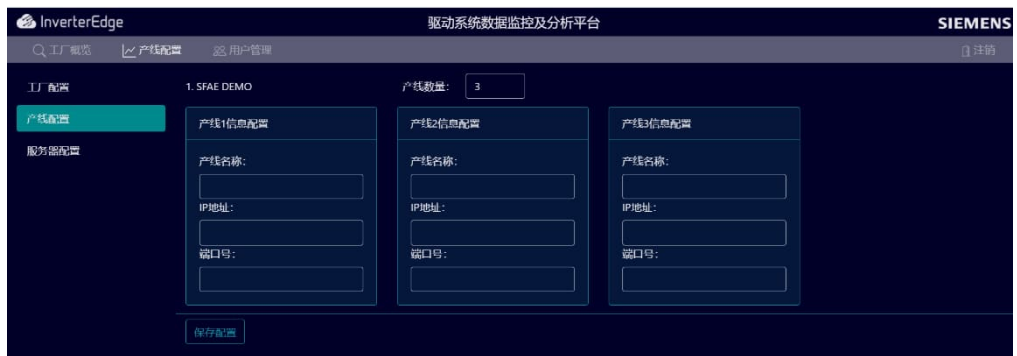 InverterEdge 驱动系统数据监控及分析平台 SIEMENS
工厂概览 产线配置 用户管理 注销
工厂配置 1. SFAE DEMO 产线数量： 3
产线配置
服务器配置
产线1信息配置 产线2信息配置 产线3信息配置
产线名称： 产线名称： 产线名称：
IP地址： IP地址： IP地址：
端口号： 端口号： 端口号：
保存配置